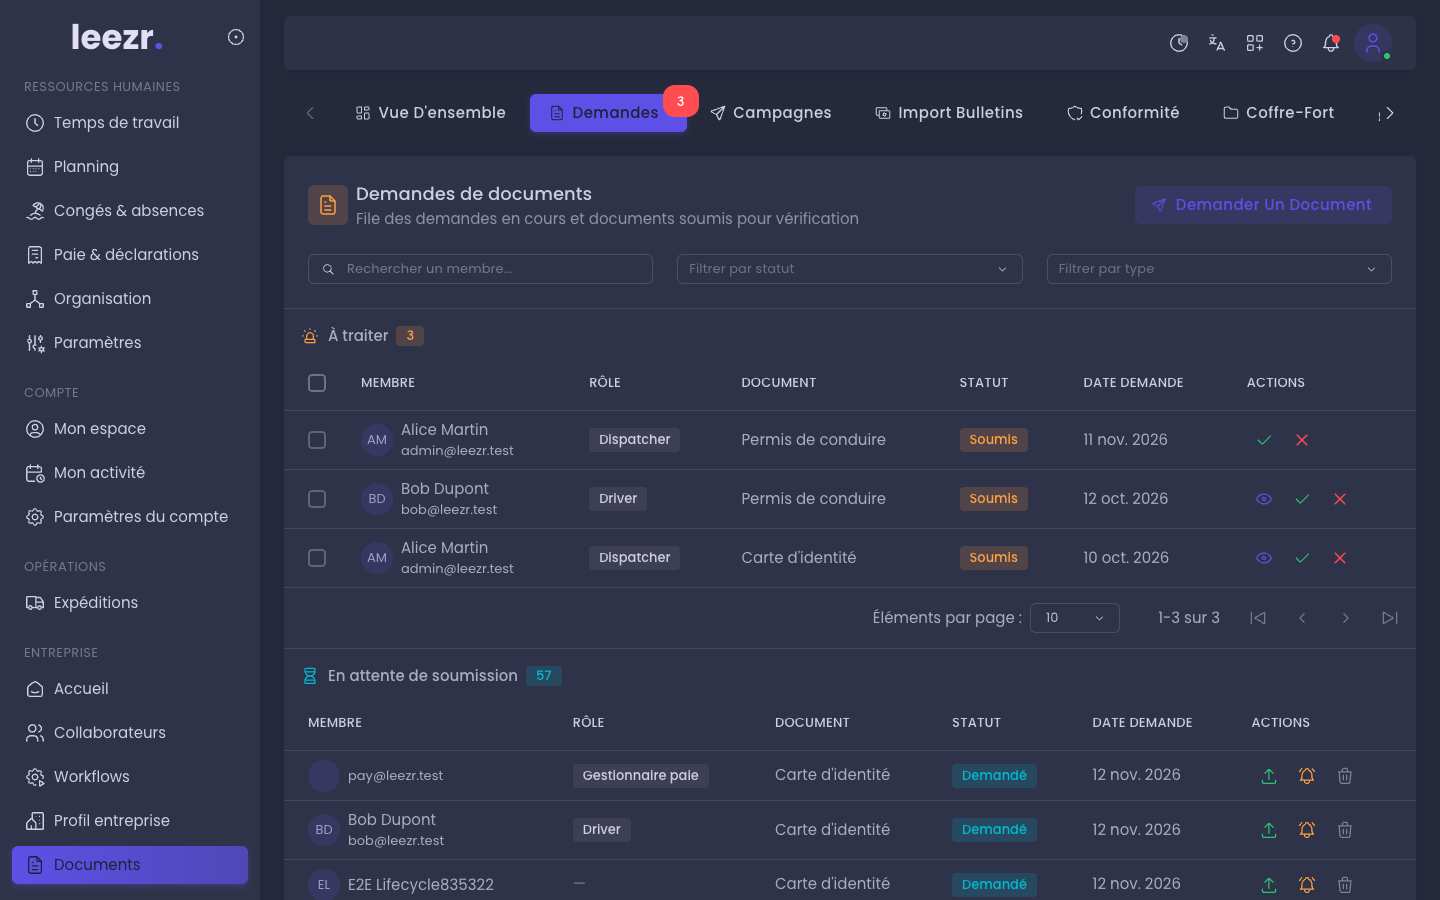 leezr.
RESSOURCES HUMAINES
Temps de travail
Planning
Congés & absences
Paie & déclarations
Organisation
Paramètres
COMPTE
Mon espace
Mon activité
Paramètres du compte
OPÉRATIONS
Expéditions
ENTREPRISE
Accueil
Collaborateurs
Workflows
Profil entreprise
Documents
Vue D'ensemble
Demandes
3
Campagnes
Import Bulletins
Conformité
Coffre-Fort
Demandes de documents
File des demandes en cours et documents soumis pour vérification
Demander Un Document
Rechercher un membre...
Filtrer par statut
Filtrer par type
À traiter 3
MEMBRE RÔLE DOCUMENT STATUT DATE DEMANDE ACTIONS
AM Alice Martin
admin@leezr.test
Dispatcher Permis de conduire Soumis 11 nov. 2026
BD Bob Dupont
bob@leezr.test
Driver Permis de conduire Soumis 12 oct. 2026
AM Alice Martin
admin@leezr.test
Dispatcher Carte d'identité Soumis 10 oct. 2026
Éléments par page : 10 1-3 sur 3
En attente de soumission 57
MEMBRE RÔLE DOCUMENT STATUT DATE DEMANDE ACTIONS
pay@leezr.test Gestionnaire paie Carte d'identité Demandé 12 nov. 2026
BD Bob Dupont
bob@leezr.test
Driver Carte d'identité Demandé 12 nov. 2026
EL E2E Lifecycle835322 — Carte d'identité Demandé 12 nov. 2026